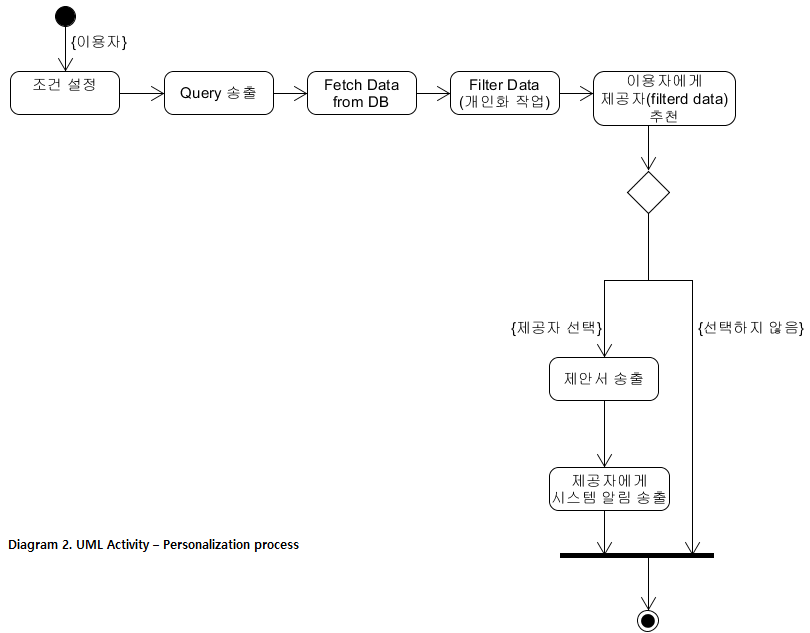 {이용자}
조건 설정
Query 송출
Fetch Data
from DB
Filter Data
(개인화 작업)
이용자에게
제공자(filterd data)
추천
{제공자 선택}
{선택하지 않음}
제안서 송출
제공자에게
시스템 알림 송출
Diagram 2. UML Activity – Personalization process